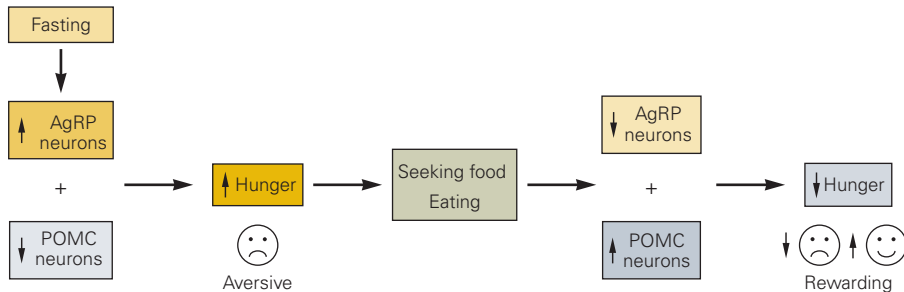 Fasting
AgRP
neurons
+
POMC
neurons
Hunger
Aversive
Seeking food
Eating
AgRP
neurons
+
POMC
neurons
Hunger
Rewarding